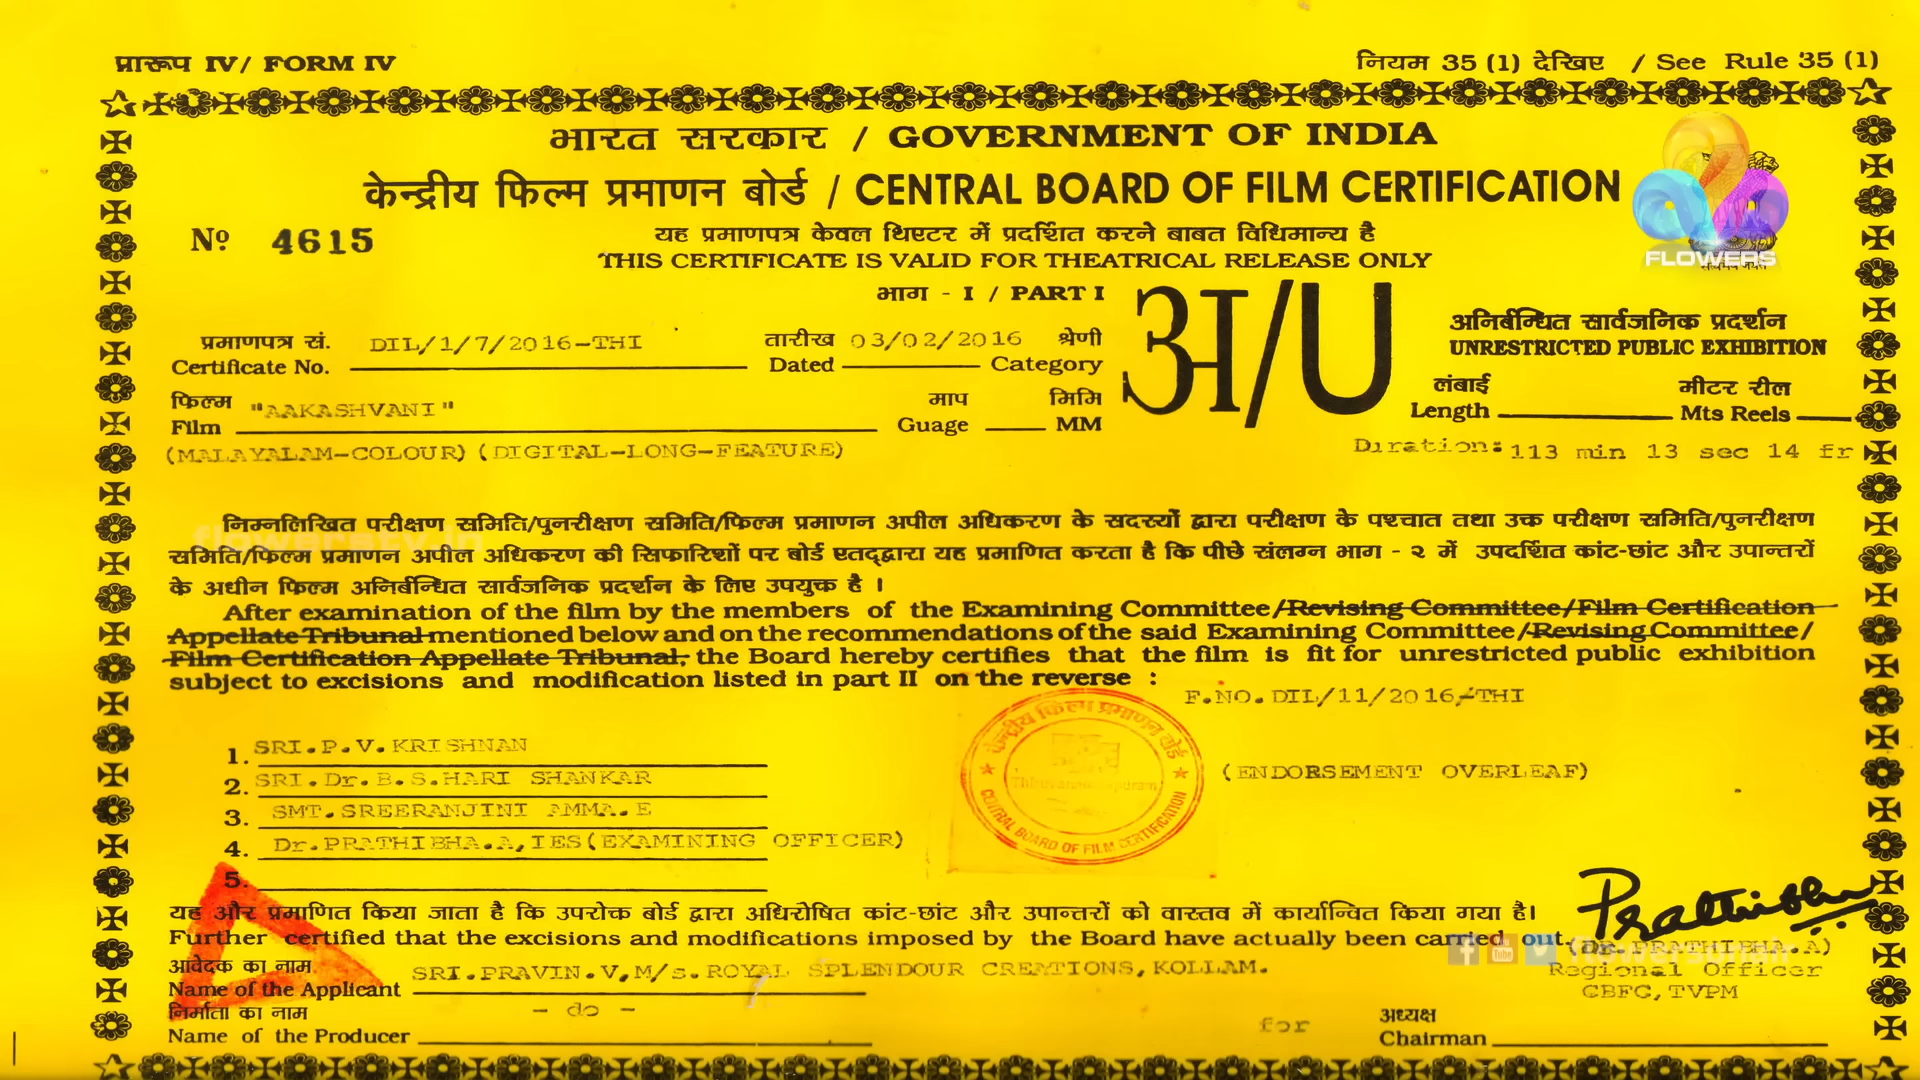 प्रारूप IV/ FORM IV
नियम 35 (1) देखिए / See Rule 35 (1)
भारत सरकार / GOVERNMENT OF INDIA
केन्द्रीय फिल्म प्रमाणन बोर्ड / CENTRAL BOARD OF FILM CERTIFICATION
FLOWERS
Nº 4615
यह प्रमाणपत्र केवल थिएटर में प्रदर्शित करने बाबत विधिमान्य है
THIS CERTIFICATE IS VALID FOR THEATRICAL RELEASE ONLY
भाग - I / PART I
अ/U
अनिर्बन्धित सार्वजनिक प्रदर्शन
UNRESTRICTED PUBLIC EXHIBITION
प्रमाणपत्र सं. DIL/1/7/2016-THI तारीख 03/02/2016 श्रेणी
Certificate No. Dated Category
लंबाई मीटर रील
Length Mts Reels
फिल्म "AAKASHVANI" माप मिमि
Film Guage MM
(MALAYALAM-COLOUR) (DIGITAL-LONG-FEATURE)
Duration: 113 min 13 sec 14 fr
flowerstv.in
निम्नलिखित परीक्षण समिति/पुनरीक्षण समिति/फिल्म प्रमाणन अपील अधिकरण के सदस्यों द्वारा परीक्षण के पश्चात तथा उक्त परीक्षण समिति/पुनरीक्षण
समिति/फिल्म प्रमाणन अपील अधिकरण की सिफारिशों पर बोर्ड एतद्द्वारा यह प्रमाणित करता है कि पीछे संलग्न भाग - २ में उपदर्शित कांट-छांट और उपान्तरों
के अधीन फिल्म अनिर्बन्धित सार्वजनिक प्रदर्शन के लिए उपयुक्त है ।
After examination of the film by the members of the Examining Committee/Revising Committee/Film Certification
Appellate Tribunal mentioned below and on the recommendations of the said Examining Committee/Revising Committee/
Film Certification Appellate Tribunal, the Board hereby certifies that the film is fit for unrestricted public exhibition
subject to excisions and modification listed in part II on the reverse :
F.NO.DIL/11/2016-THI
1. SRI.P.V.KRISHNAN
2. SRI.Dr.B.S.HARI SHANKAR
3. SMT.SREERANJINI AMMA.E
4. Dr.PRATHIBHA.A,IES(EXAMINING OFFICER)
5.
केन्द्रीय फिल्म प्रमाणन बोर्ड
Thiruvananthapuram
CENTRAL BOARD OF FILM CERTIFICATION
(ENDORSEMENT OVERLEAF)
Prathibha
यह और प्रमाणित किया जाता है कि उपरोक्त बोर्ड द्वारा अधिरोषित कांट-छांट और उपान्तरों को वास्तव में कार्यान्वित किया गया है।
Further certified that the excisions and modifications imposed by the Board have actually been carried out.
(Dr.PRATHIBHA.A)
Regional Officer
CBFC,TVPM
आवेदक का नाम SRI.PRAVIN.V,M/s.ROYAL SPLENDOUR CREATIONS,KOLLAM.
Name of the Applicant
निर्माता का नाम - do -
Name of the Producer
for
अध्यक्ष
Chairman